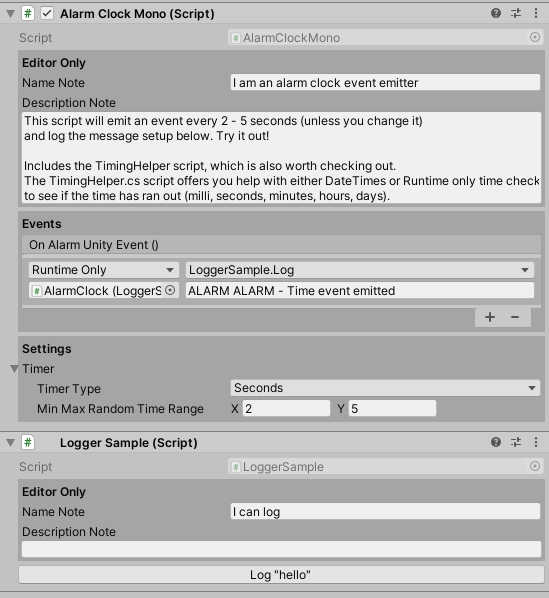 Alarm Clock Mono (Script)
Script AlarmClockMono
Editor Only
Name Note I am an alarm clock event emitter
Description Note
This script will emit an event every 2 - 5 seconds (unless you change it)
and log the message setup below. Try it out!
Includes the TimingHelper script, which is also worth checking out.
The TimingHelper.cs script offers you help with either DateTimes or Runtime only time check
to see if the time has ran out (milli, seconds, minutes, hours, days).
Events
On Alarm Unity Event ()
Runtime Only LoggerSample.Log
AlarmClock (LoggerS ALARM ALARM - Time event emitted
+ −
Settings
Timer
Timer Type Seconds
Min Max Random Time Range X 2 Y 5
Logger Sample (Script)
Script LoggerSample
Editor Only
Name Note I can log
Description Note
Log "hello"